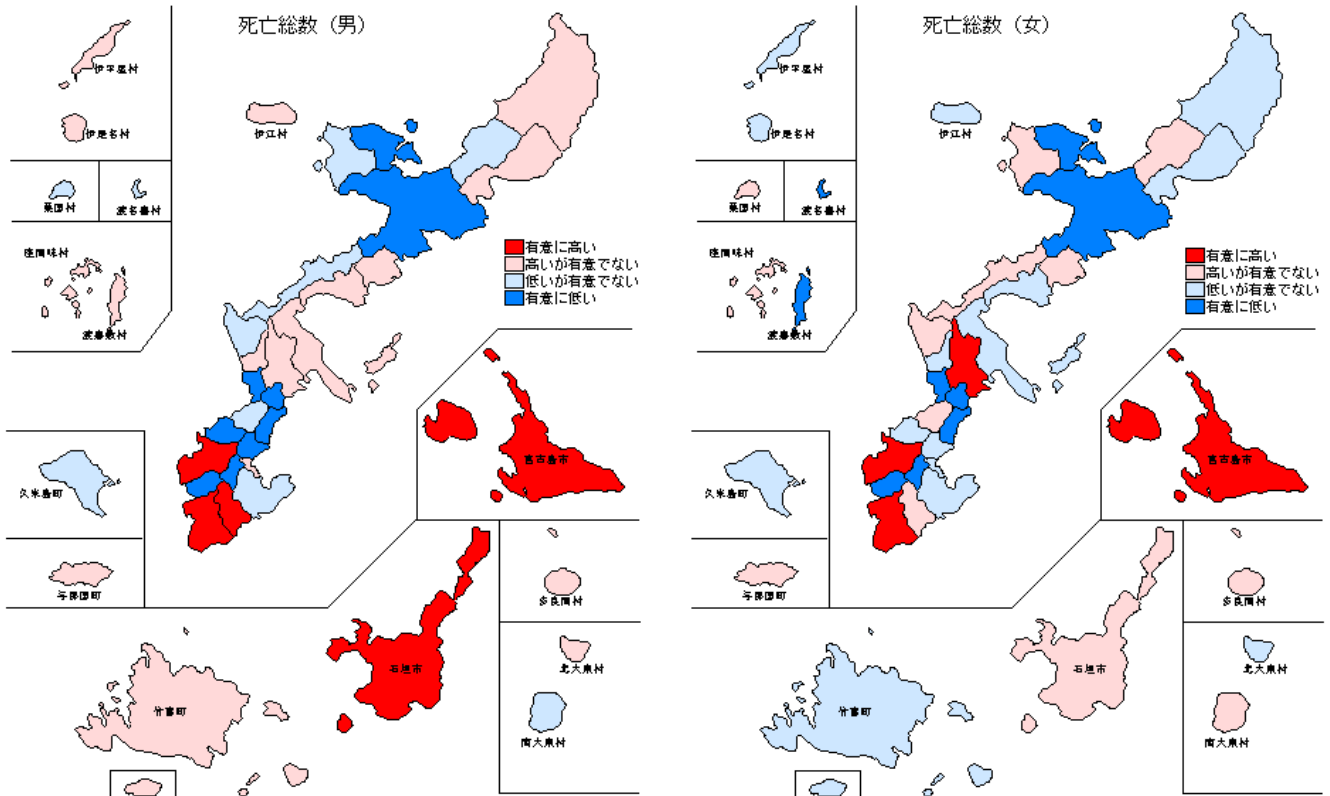 死亡総数（男）
伊平屋村
伊是名村
伊江村
粟国村
渡名喜村
座間味村
渡嘉敷村
有意に高い
高いが有意でない
低いが有意でない
有意に低い
久米島町
宮古島市
与那国町
多良間村
石垣市
北大東村
竹富町
南大東村
死亡総数（女）
伊平屋村
伊是名村
伊江村
粟国村
渡名喜村
座間味村
渡嘉敷村
有意に高い
高いが有意でない
低いが有意でない
有意に低い
久米島町
宮古島市
与那国町
多良間村
石垣市
北大東村
竹富町
南大東村